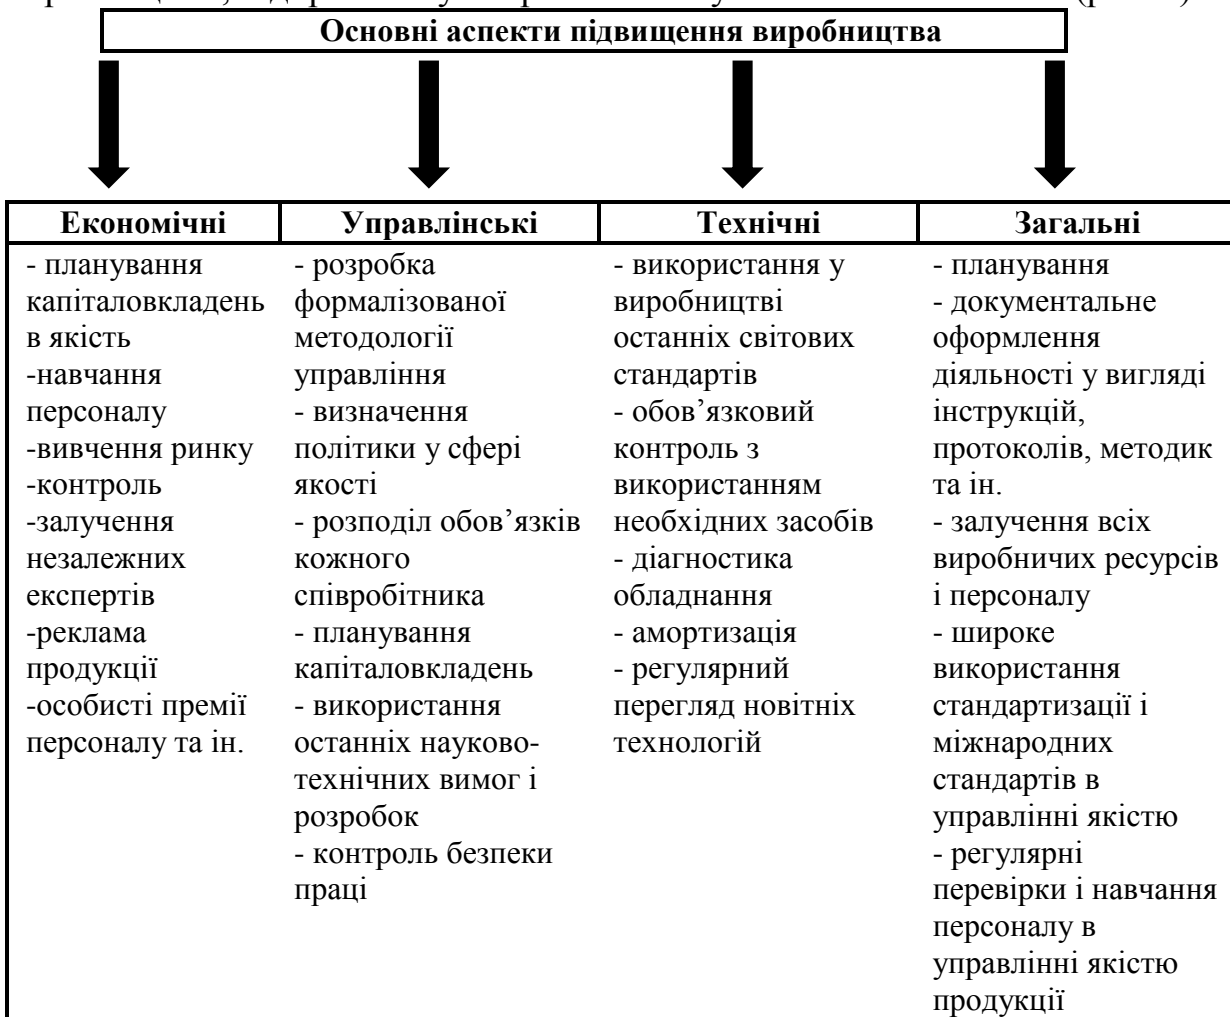 Основні аспекти підвищення виробництва
Економічні
Управлінські
Технічні
Загальні
- планування
капіталовкладень
в якість
-навчання
персоналу
-вивчення ринку
-контроль
-залучення
незалежних
експертів
-реклама
продукції
-особисті премії
персоналу та ін.
- розробка
формалізованої
методології
управління
- визначення
політики у сфері
якості
- розподіл обов’язків
кожного
співробітника
- планування
капіталовкладень
- використання
останніх науково-
технічних вимог і
розробок
- контроль безпеки
праці
- використання у
виробництві
останніх світових
стандартів
- обов’язковий
контроль з
використанням
необхідних засобів
- діагностика
обладнання
- амортизація
- регулярний
перегляд новітніх
технологій
- планування
- документальне
оформлення
діяльності у вигляді
інструкцій,
протоколів, методик
та ін.
- залучення всіх
виробничих ресурсів
і персоналу
- широке
використання
стандартизації і
міжнародних
стандартів в
управлінні якістю
- регулярні
перевірки і навчання
персоналу в
управлінні якістю
продукції